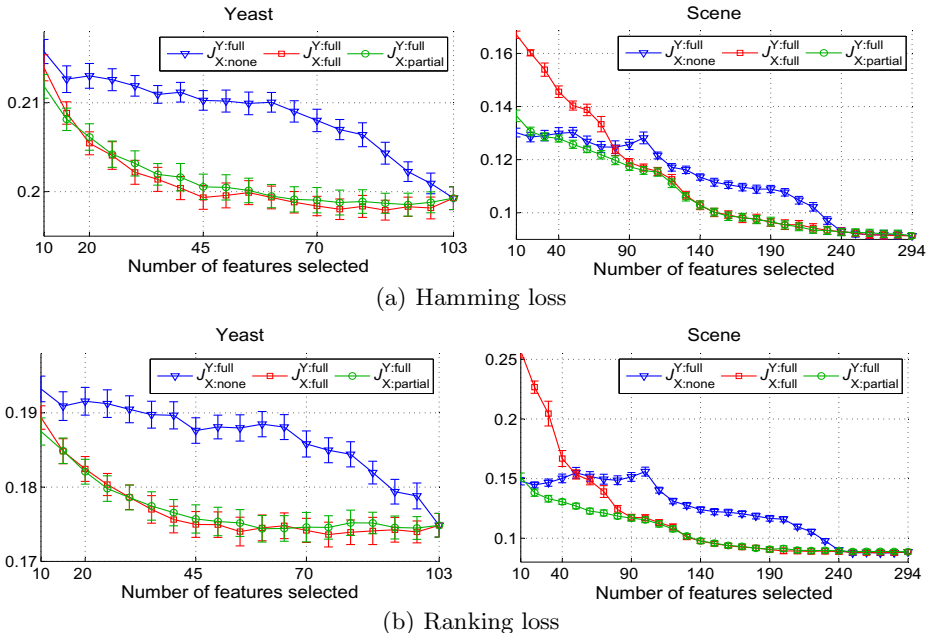 Yeast
Scene
J Y:full X:none J Y:full X:full J Y:full X:partial
J Y:full X:none J Y:full X:full J Y:full X:partial
0.21
0.2
10 20 45 70 103
Number of features selected
0.16
0.14
0.12
0.1
10 40 90 140 190 240 294
Number of features selected
(a) Hamming loss
Yeast
Scene
J Y:full X:none J Y:full X:full J Y:full X:partial
J Y:full X:none J Y:full X:full J Y:full X:partial
0.19
0.18
0.17
10 20 45 70 103
Number of features selected
0.25
0.2
0.15
0.1
10 40 90 140 190 240 294
Number of features selected
(b) Ranking loss